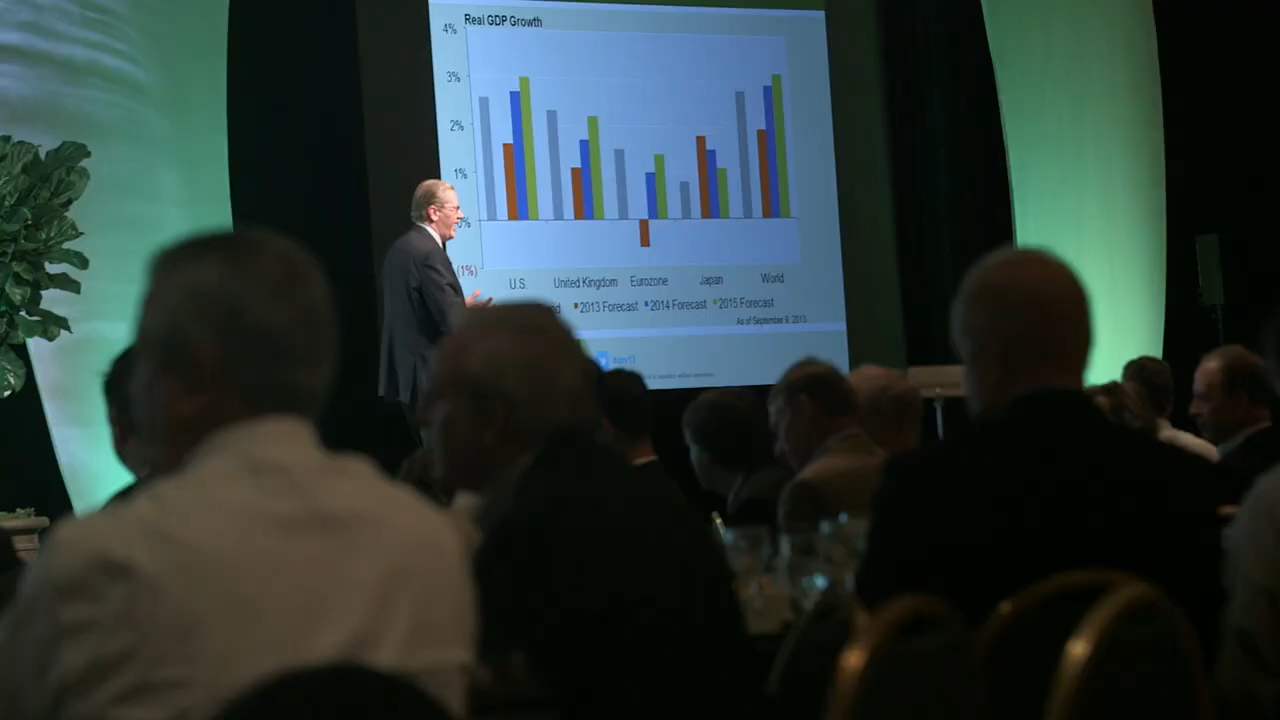 Real GDP Growth
4%
3%
2%
1%
0%
(1%)
U.S. United Kingdom Eurozone Japan World
2013 Forecast 2014 Forecast 2015 Forecast
As of September 9, 2013